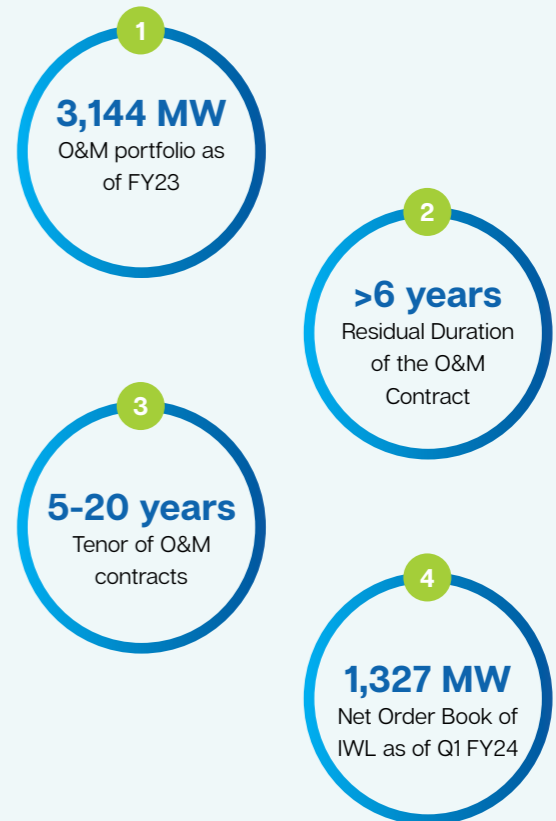 1
3,144 MW
O&M portfolio as
of FY23
2
>6 years
Residual Duration
of the O&M
Contract
3
5-20 years
Tenor of O&M
contracts
4
1,327 MW
Net Order Book of
IWL as of Q1 FY24